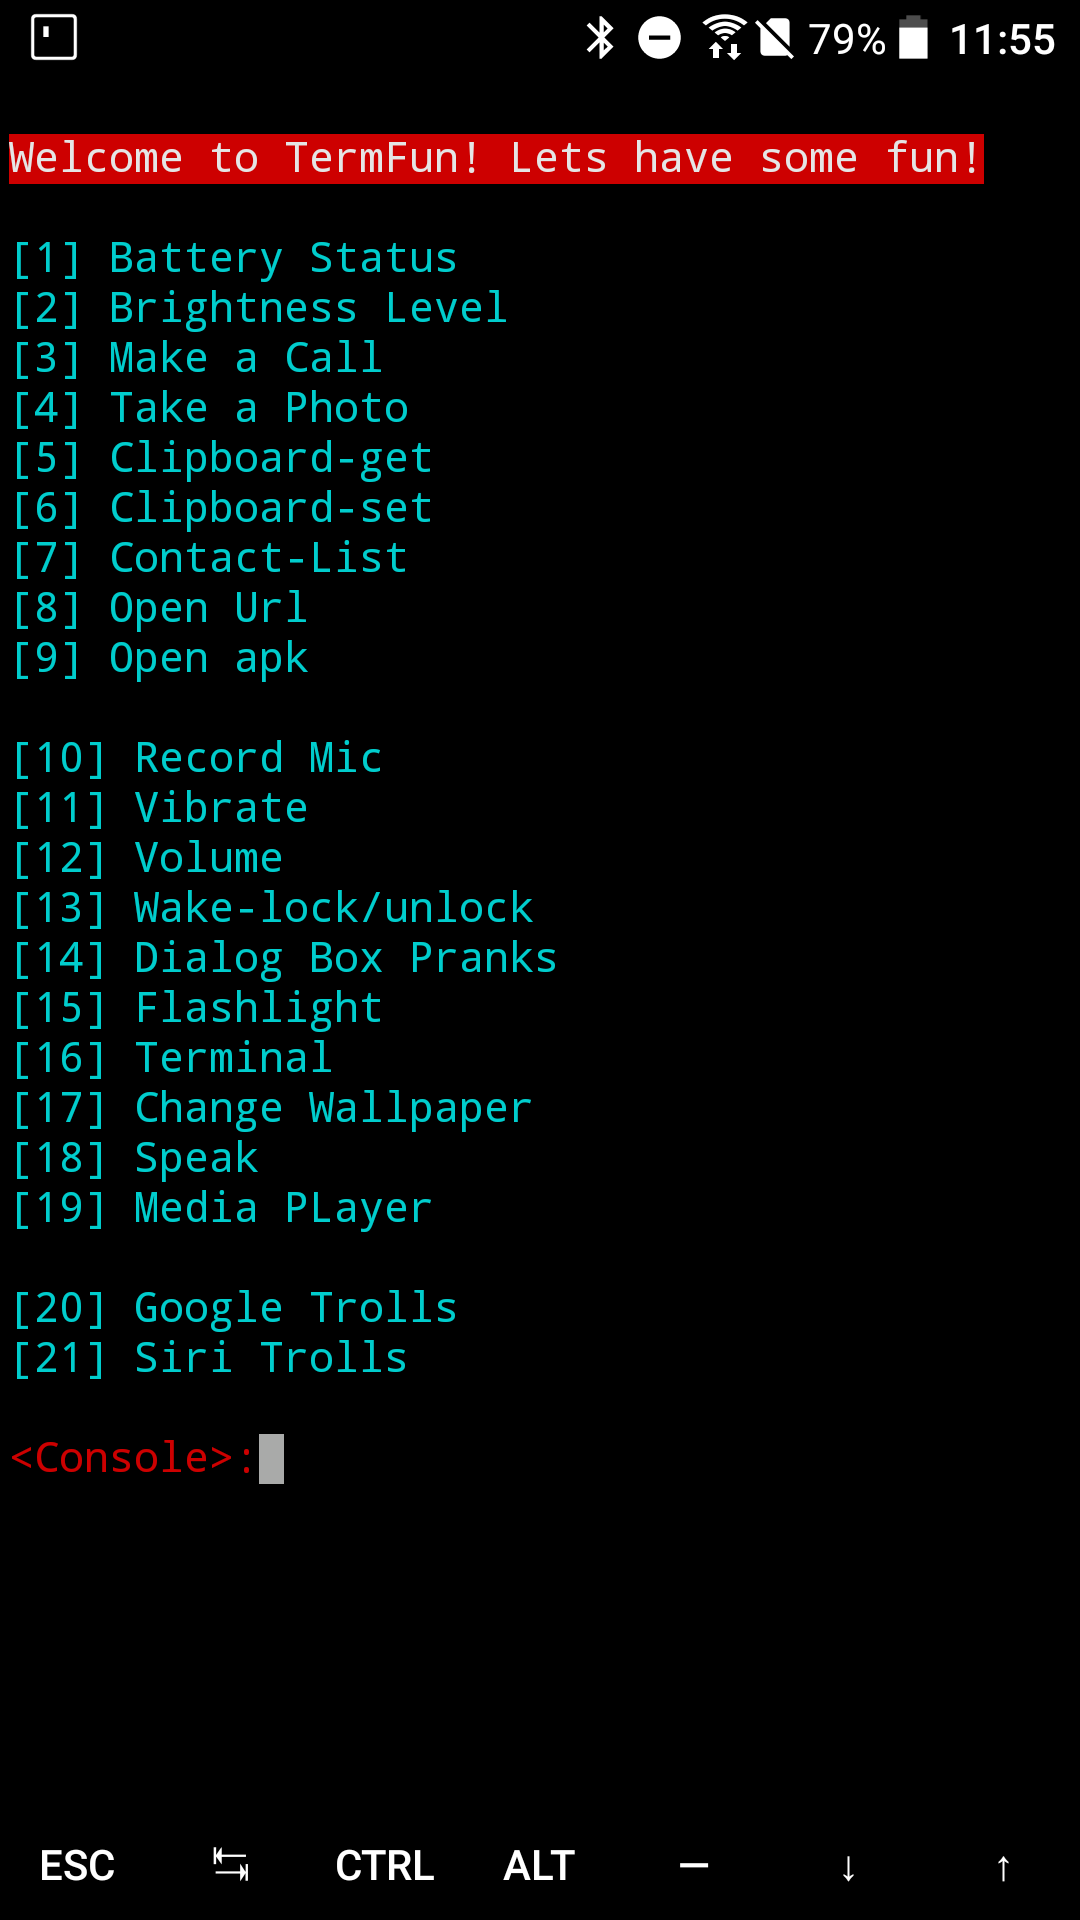 79% 11:55
Welcome to TermFun! Lets have some fun!
[1] Battery Status
[2] Brightness Level
[3] Make a Call
[4] Take a Photo
[5] Clipboard-get
[6] Clipboard-set
[7] Contact-List
[8] Open Url
[9] Open apk
[10] Record Mic
[11] Vibrate
[12] Volume
[13] Wake-lock/unlock
[14] Dialog Box Pranks
[15] Flashlight
[16] Terminal
[17] Change Wallpaper
[18] Speak
[19] Media PLayer
[20] Google Trolls
[21] Siri Trolls
<Console>:
ESC ↹ CTRL ALT — ↓ ↑